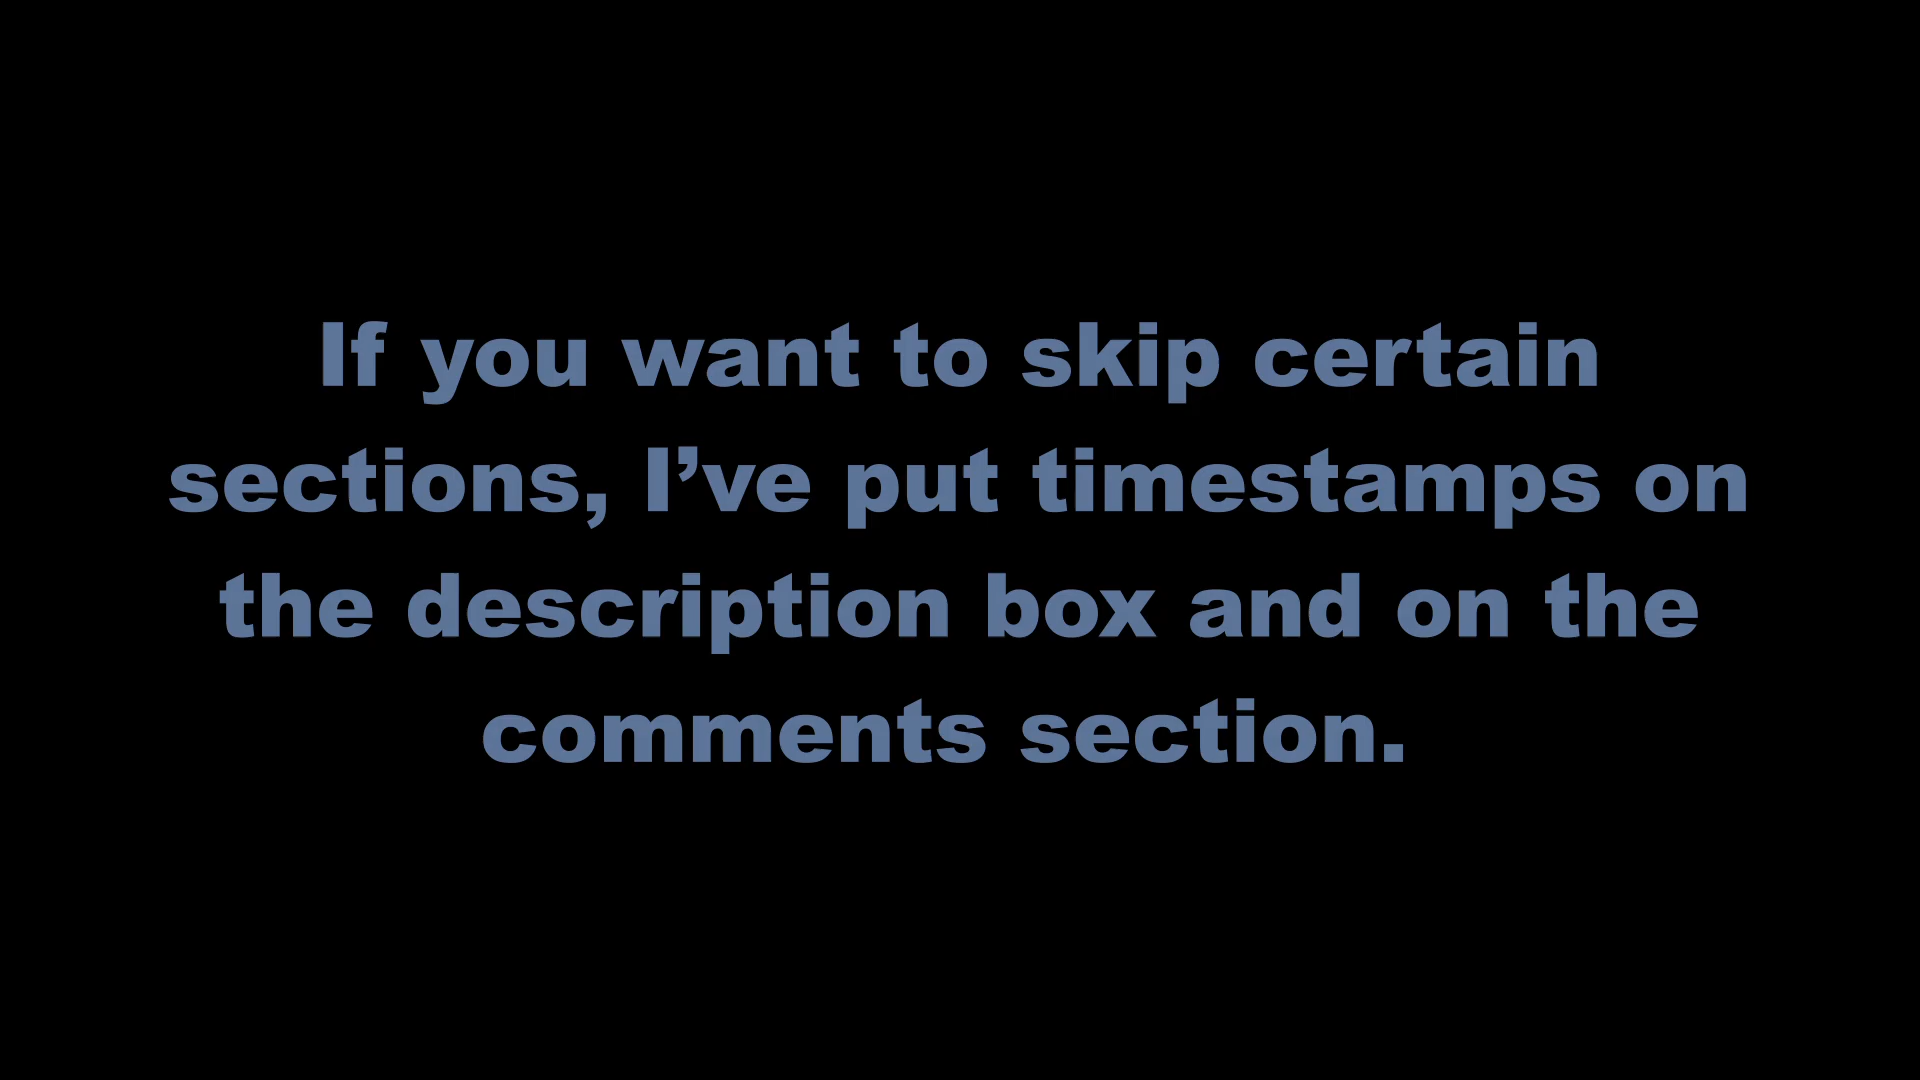 If you want to skip certain
sections, I’ve put timestamps on
the description box and on the
comments section.